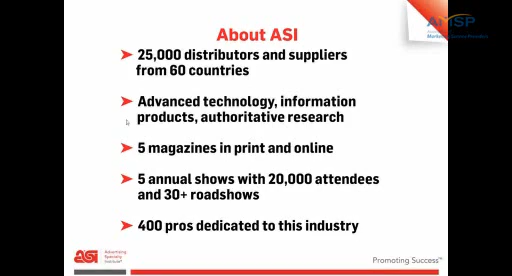 About ASI
25,000 distributors and suppliers
from 60 countries
Advanced technology, information
products, authoritative research
5 magazines in print and online
5 annual shows with 20,000 attendees
and 30+ roadshows
400 pros dedicated to this industry
ASI
Advertising
Specialty
Institute®
Promoting Success™